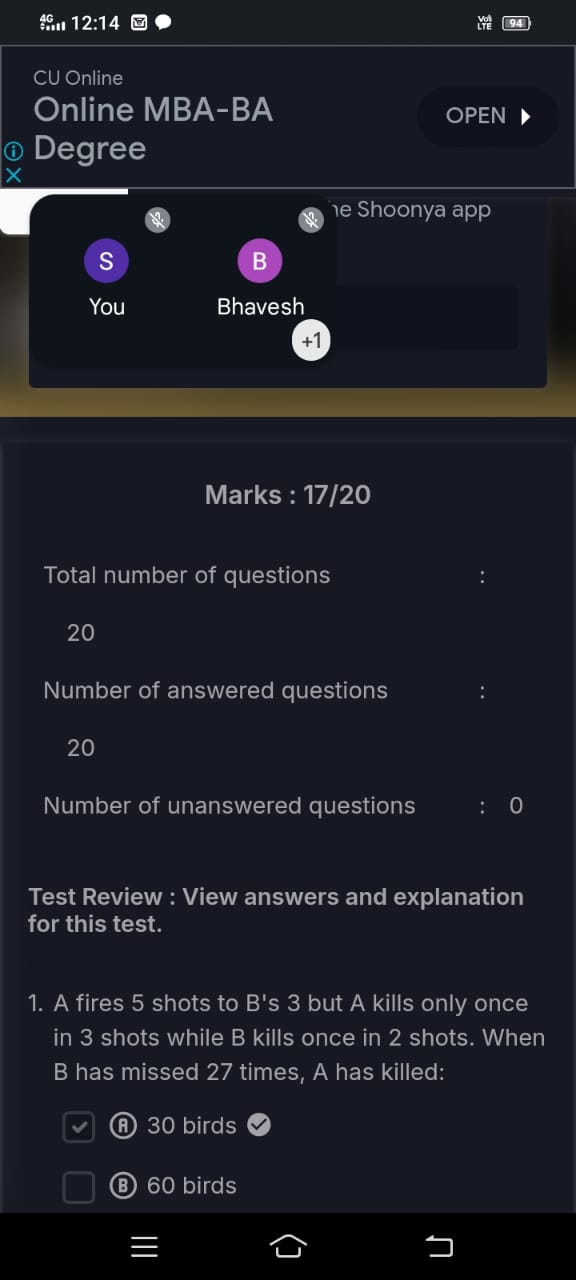 4G 12:14 Vo) LTE 94
CU Online
Online MBA-BA
Degree
OPEN
he Shoonya app
S B
You Bhavesh
+1
Marks : 17/20
Total number of questions :
20
Number of answered questions :
20
Number of unanswered questions : 0
Test Review : View answers and explanation
for this test.
1. A fires 5 shots to B's 3 but A kills only once
in 3 shots while B kills once in 2 shots. When
B has missed 27 times, A has killed:
A 30 birds
B 60 birds